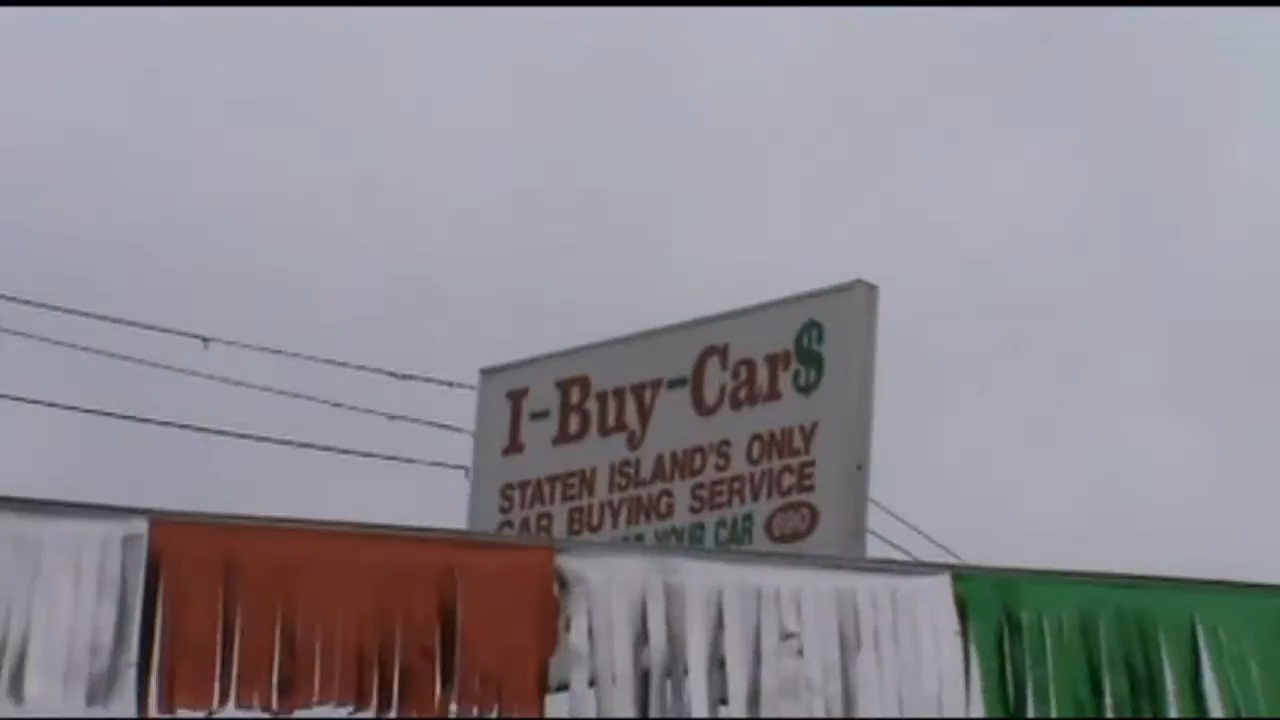 I-Buy-Car$
STATEN ISLAND'S ONLY
CAR BUYING SERVICE
YOUR CAR